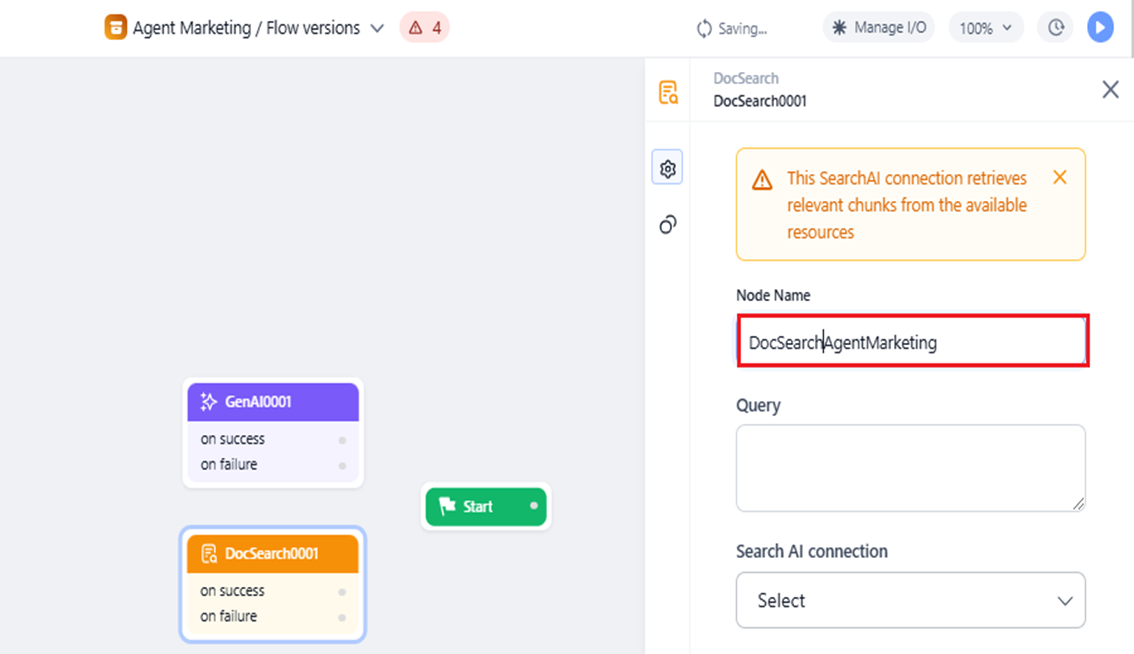 Agent Marketing / Flow versions
4
Saving...
Manage I/O
100%
DocSearch
DocSearch0001
This SearchAI connection retrieves
relevant chunks from the available
resources
Node Name
DocSearchAgentMarketing
Query
Search AI connection
Select
GenAI0001
on success
on failure
Start
DocSearch0001
on success
on failure